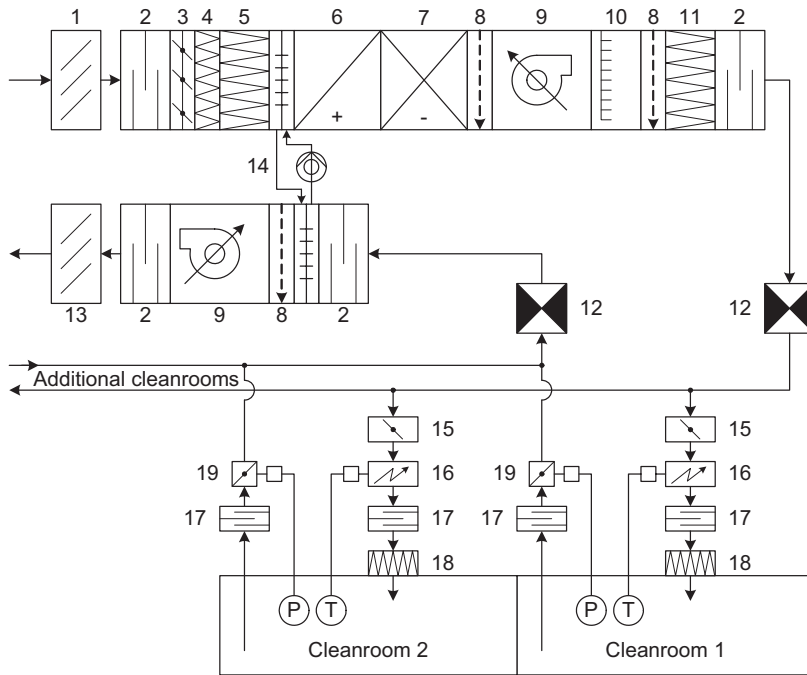 1 2 3 4 5 6 7 8 9 10 8 11 2
+ -
14
13 2 9 8 2 12 12
Additional cleanrooms
15 15
19 16 19 16
17 17 17 17
18 18
P T P T
Cleanroom 2 Cleanroom 1